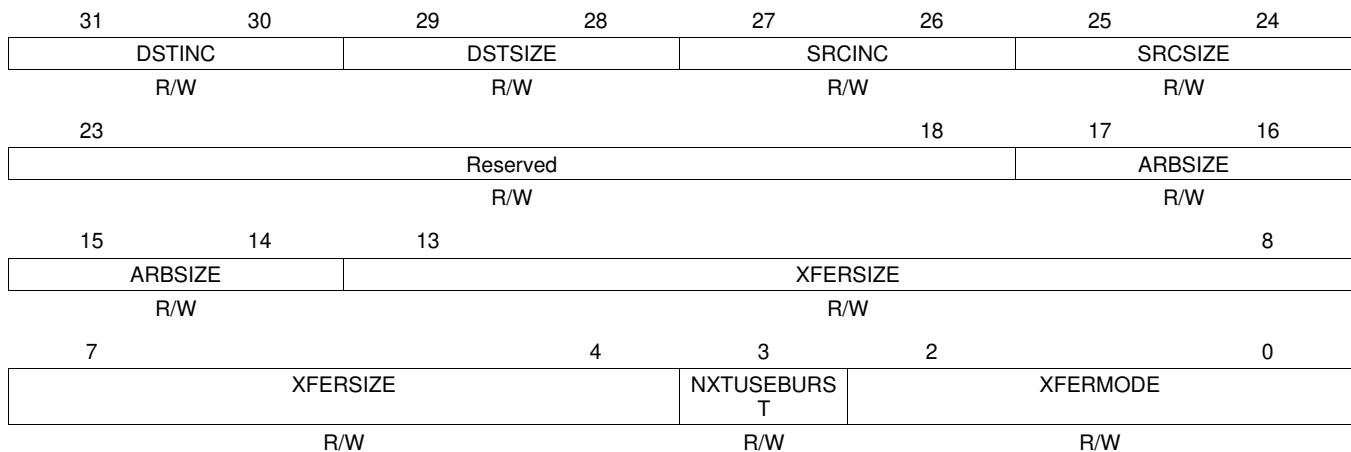 31 30 29 28 27 26 25 24
DSTINC DSTSIZE SRCINC SRCSIZE
R/W R/W R/W R/W
23 18 17 16
Reserved ARBSIZE
R/W R/W
15 14 13 8
ARBSIZE XFERSIZE
R/W R/W
7 4 3 2 0
XFERSIZE NXTUSEBURS XFERMODE
T
R/W R/W R/W